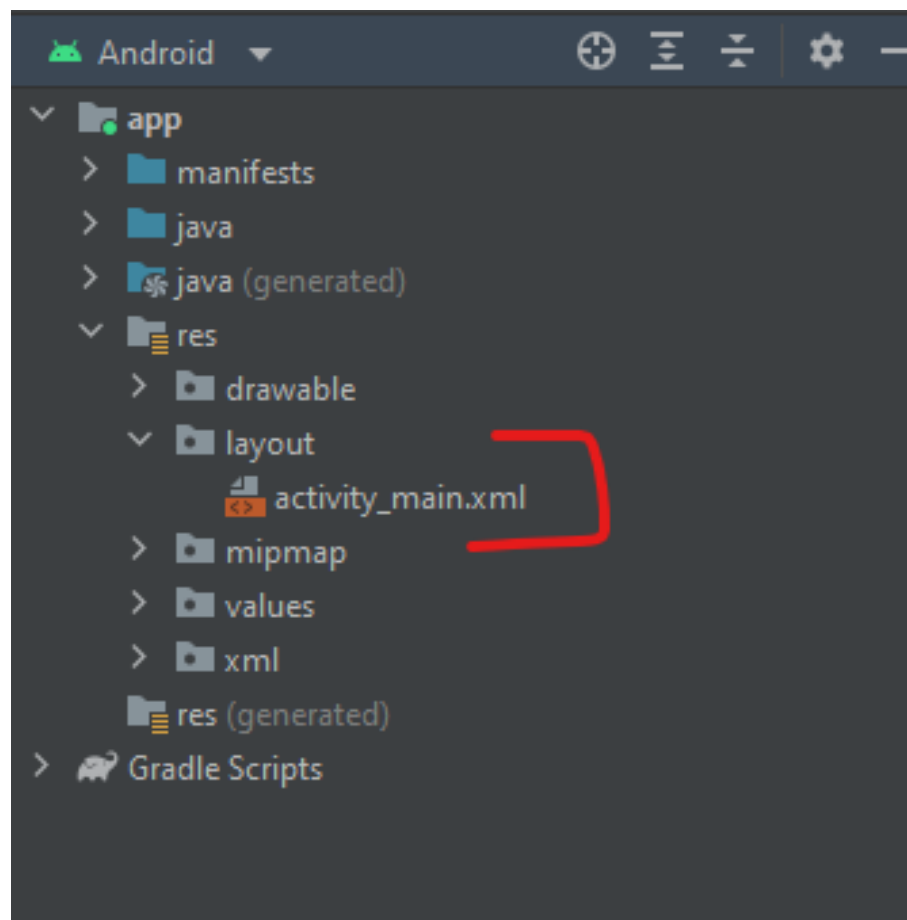 Android
app
manifests
java
java (generated)
res
drawable
layout
activity_main.xml
mipmap
values
xml
res (generated)
Gradle Scripts